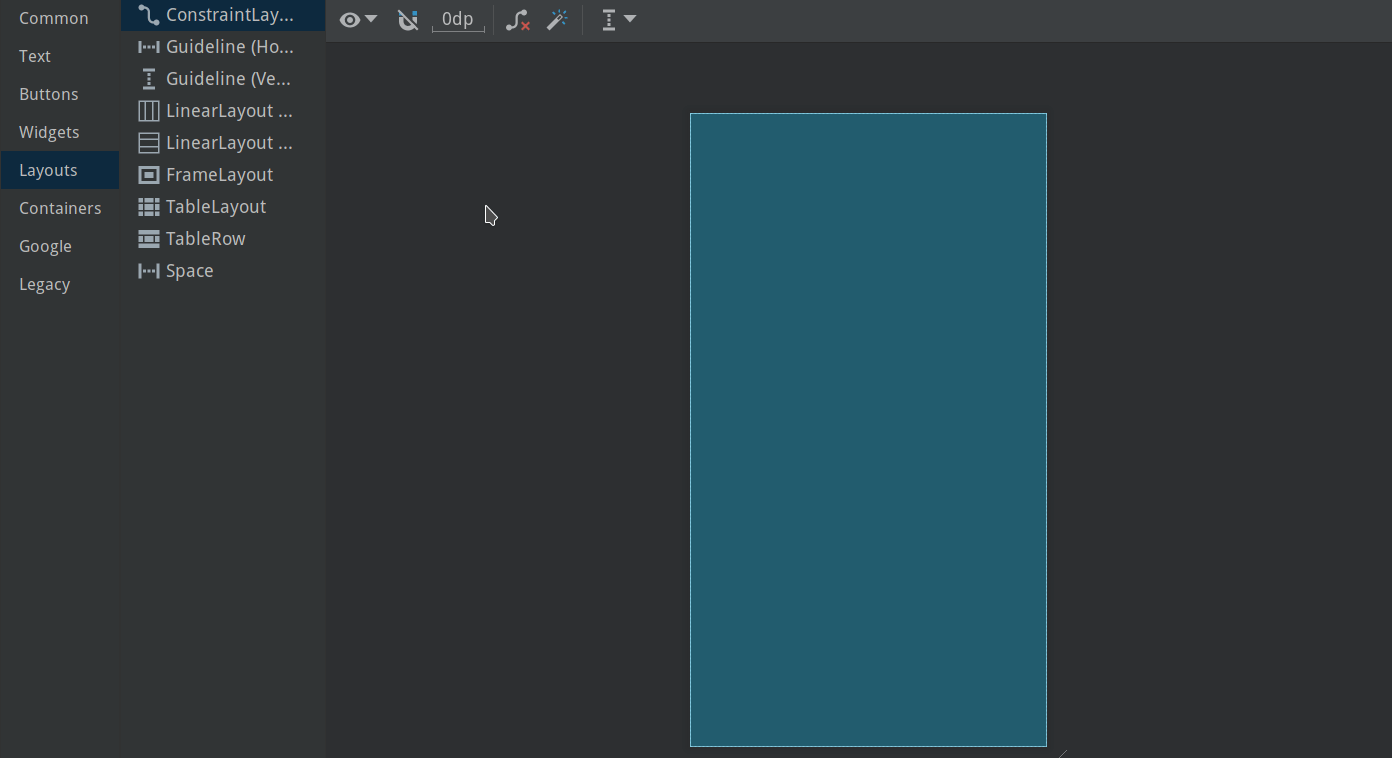 Common
Text
Buttons
Widgets
Layouts
Containers
Google
Legacy
ConstraintLay...
Guideline (Ho...
Guideline (Ve...
LinearLayout ...
LinearLayout ...
FrameLayout
TableLayout
TableRow
Space
0dp